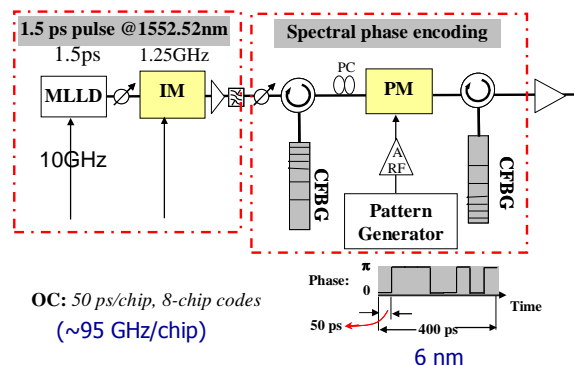 1.5 ps pulse @1552.52nm
Spectral phase encoding
1.5ps
1.25GHz
MLLD
IM
PC
PM
10GHz
CFBG
A
RF
CFBG
Pattern
Generator
OC: 50 ps/chip, 8-chip codes
(~95 GHz/chip)
Phase:
π
0
Time
50 ps
400 ps
6 nm